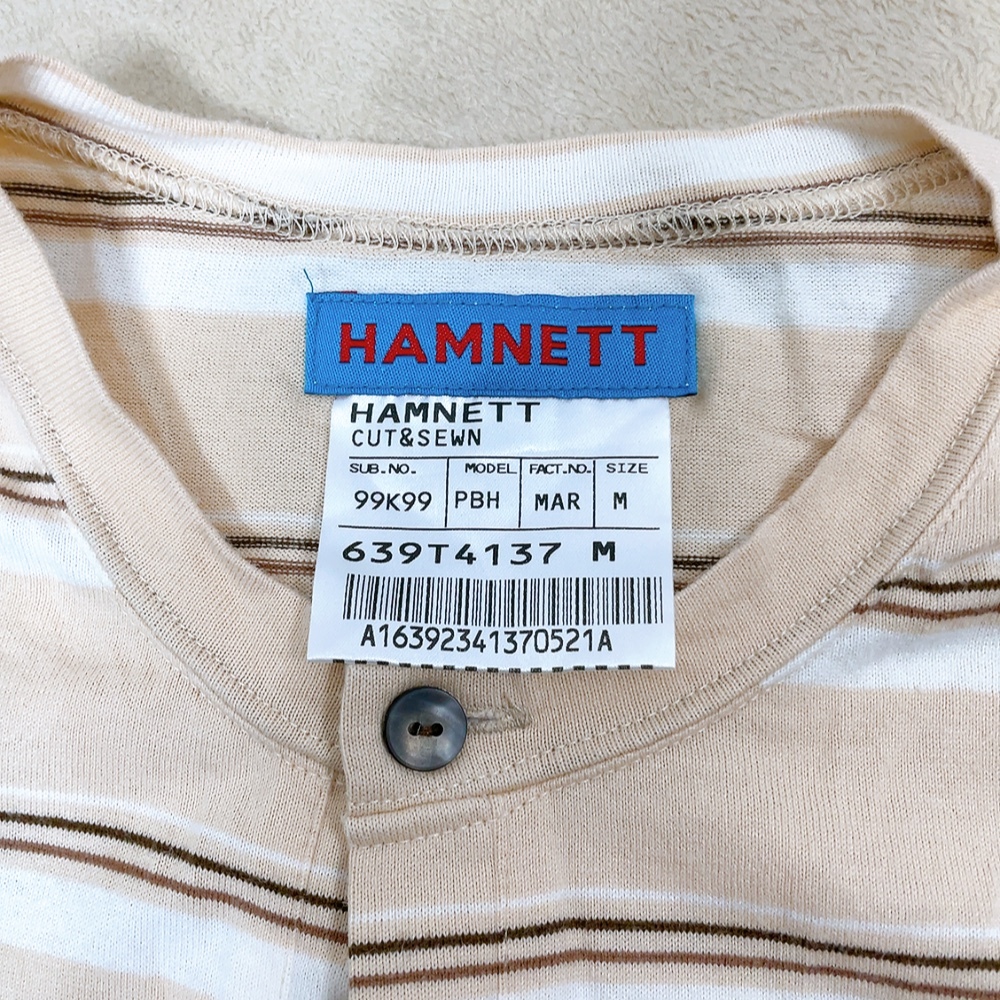 HAMNETT
HAMNETT
CUT&SEWN
SUB.NO. MODEL FACT.NO. SIZE
99K99 PBH MAR M
639T4137 M
A16392341370521A